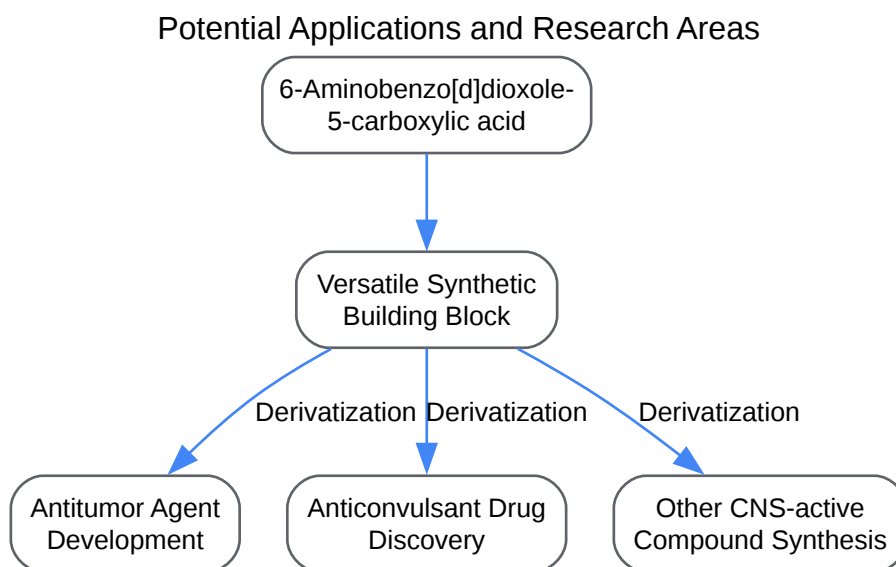 Potential Applications and Research Areas
6-Aminobenzo[d]dioxole-
5-carboxylic acid
Versatile Synthetic
Building Block
Derivatization
Derivatization
Derivatization
Antitumor Agent
Development
Anticonvulsant Drug
Discovery
Other CNS-active
Compound Synthesis